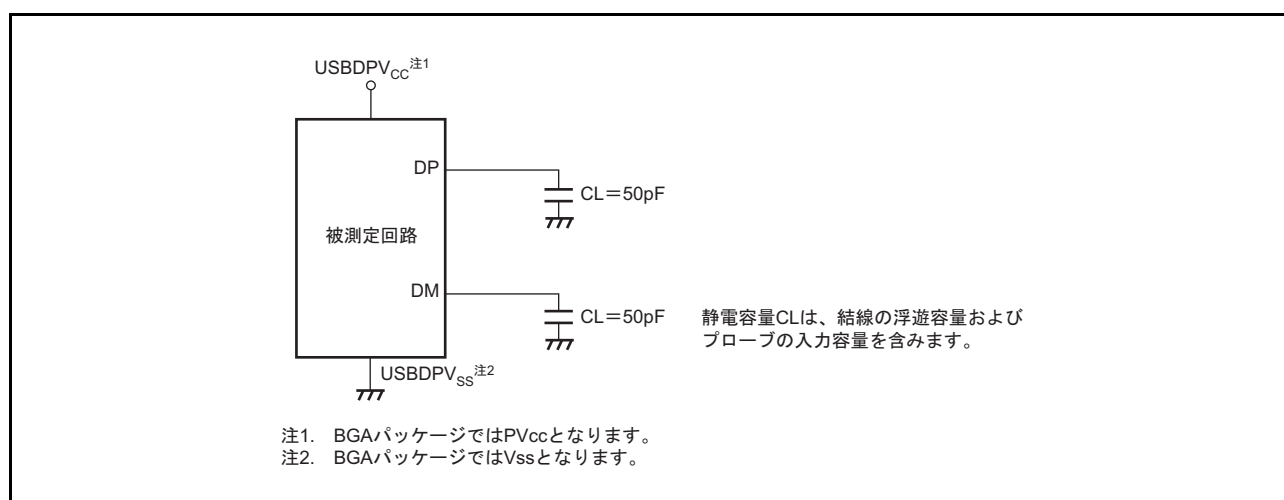 USBDPVCC注1
DP
CL＝50pF
被測定回路
DM
CL＝50pF
静電容量CLは、結線の浮遊容量および
プローブの入力容量を含みます。
USBDPVSS注2
注1. BGAパッケージではPVccとなります。
注2. BGAパッケージではVssとなります。